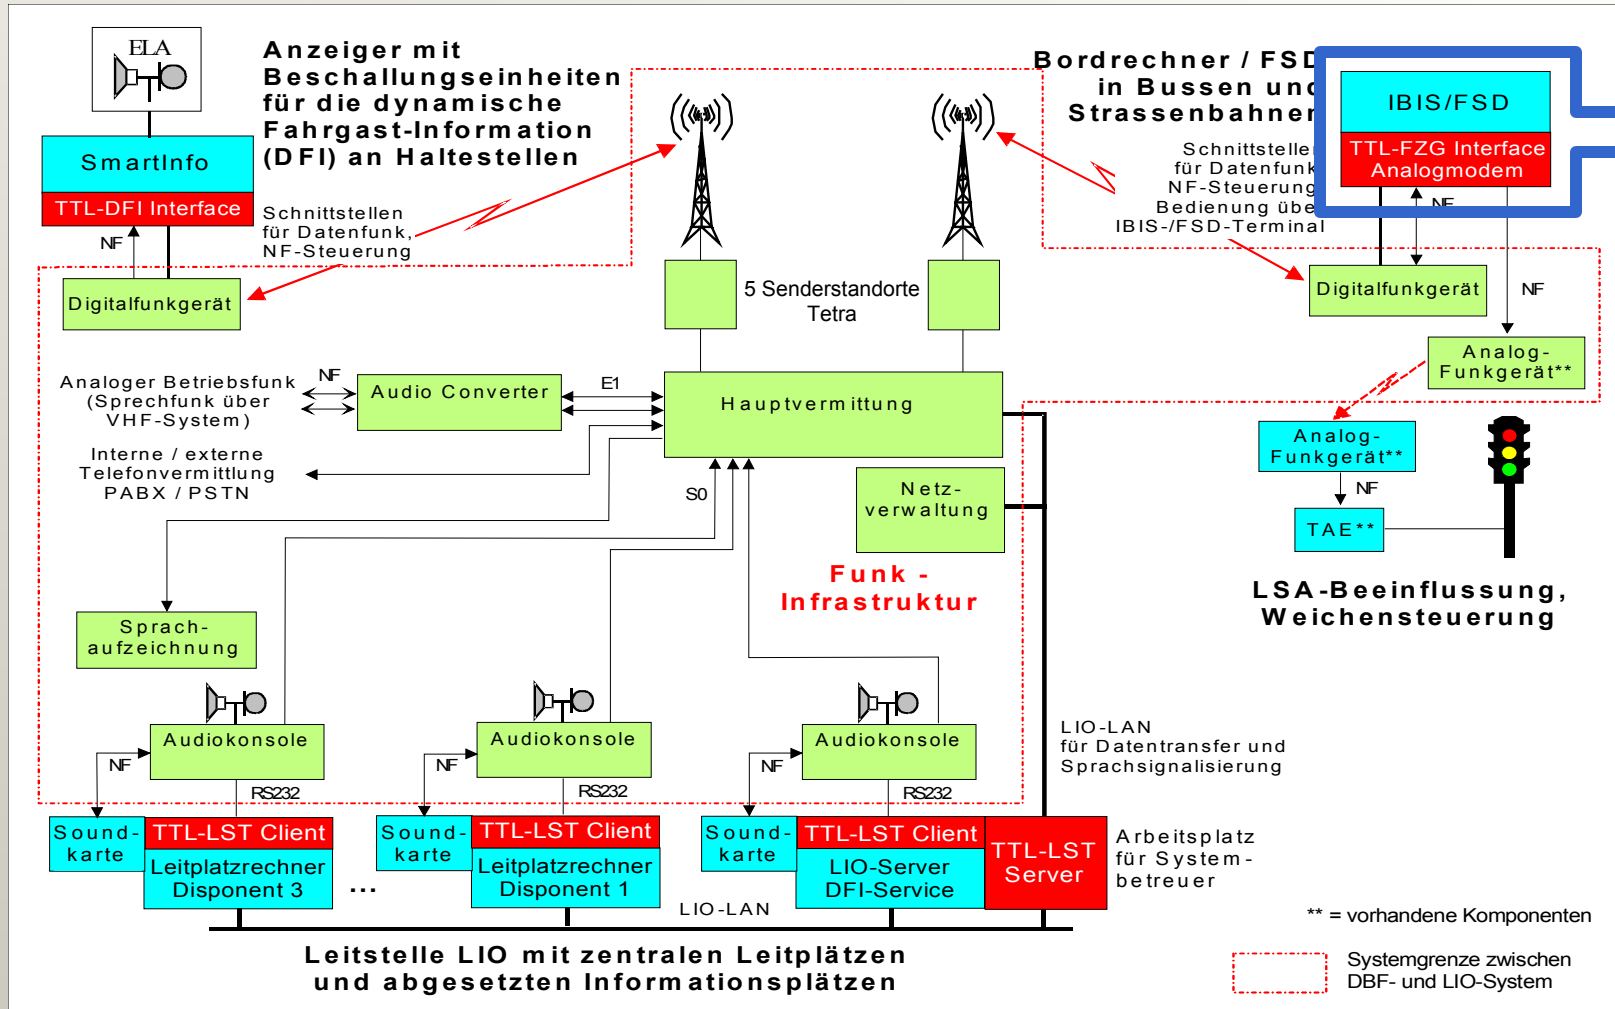 ELA
Anzeiger mit
Beschallungseinheiten
für die dynamische
Fahrgast-Information
(DFI) an Haltestellen
SmartInfo
TTL-DFI Interface
NF
Schnittstellen
für Datenfunk,
NF-Steuerung
Digitalfunkgerät
Bordrechner / FSD
in Bussen und
Strassenbahnen
IBIS/FSD
TTL-FZG Interface
Analogmodem
Schnittstellen
für Datenfunk,
NF-Steuerung,
Bedienung über
IBIS-/FSD-Terminal
NF
Digitalfunkgerät
NF
5 Senderstandorte
Tetra
Analog-
Funkgerät**
Analoger Betriebsfunk
(Sprechfunk über
VHF-System)
NF
Audio Converter
E1
Hauptvermittung
Analog-
Funkgerät**
NF
TAE**
Interne / externe
Telefonvermittlung
PABX / PSTN
S0
Netz-
verwaltung
Funk -
Infrastruktur
LSA-Beeinflussung,
Weichensteuerung
Sprach-
aufzeichnung
Audiokonsole
NF
RS232
Audiokonsole
NF
RS232
Audiokonsole
NF
RS232
LIO-LAN
für Datentransfer und
Sprachsignalisierung
Sound-
karte
TTL-LST Client
Leitplatzrechner
Disponent 3
...
Sound-
karte
TTL-LST Client
Leitplatzrechner
Disponent 1
Sound-
karte
TTL-LST Client
LIO-Server
DFI-Service
TTL-LST
Server
Arbeitsplatz
für System-
betreuer
LIO-LAN
Leitstelle LIO mit zentralen Leitplätzen
und abgesetzten Informationsplätzen
** = vorhandene Komponenten
Systemgrenze zwischen
DBF- und LIO-System